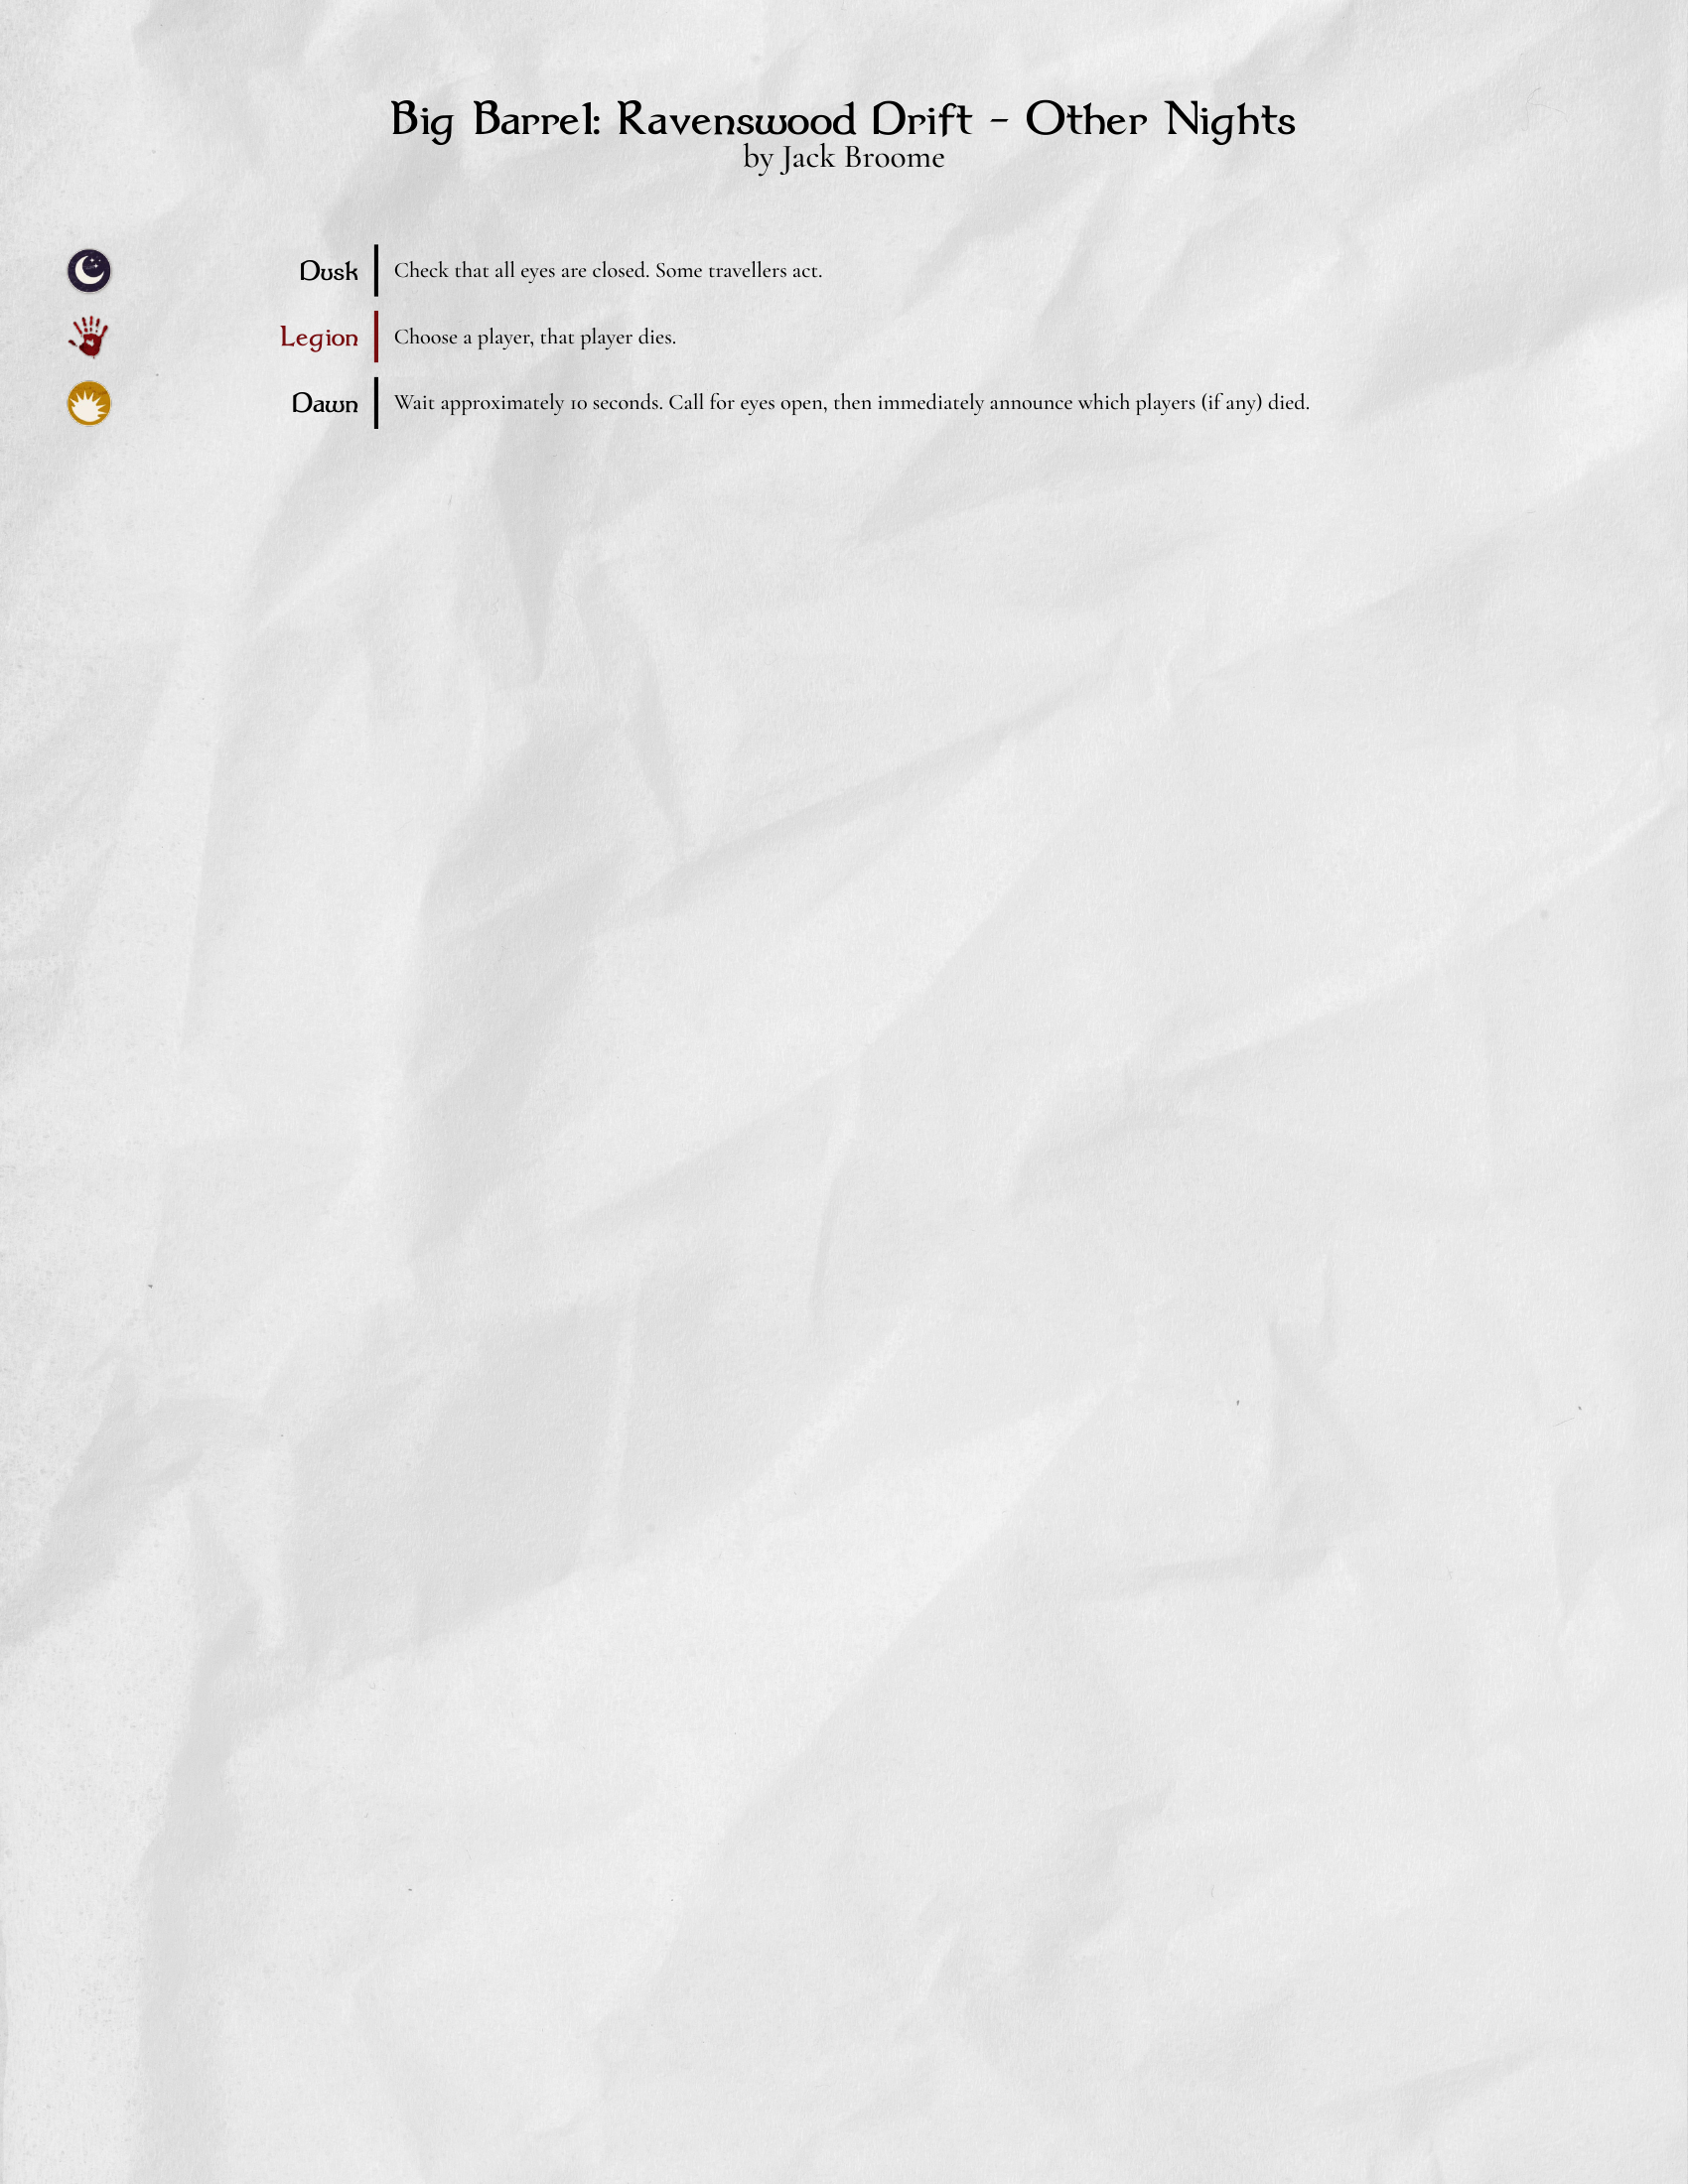 Big Barrel: Ravenswood Drift - Other Nights
by Jack Broome
Dusk
Check that all eyes are closed. Some travellers act.
Legion
Choose a player, that player dies.
Dawn
Wait approximately 10 seconds. Call for eyes open, then immediately announce which players (if any) died.